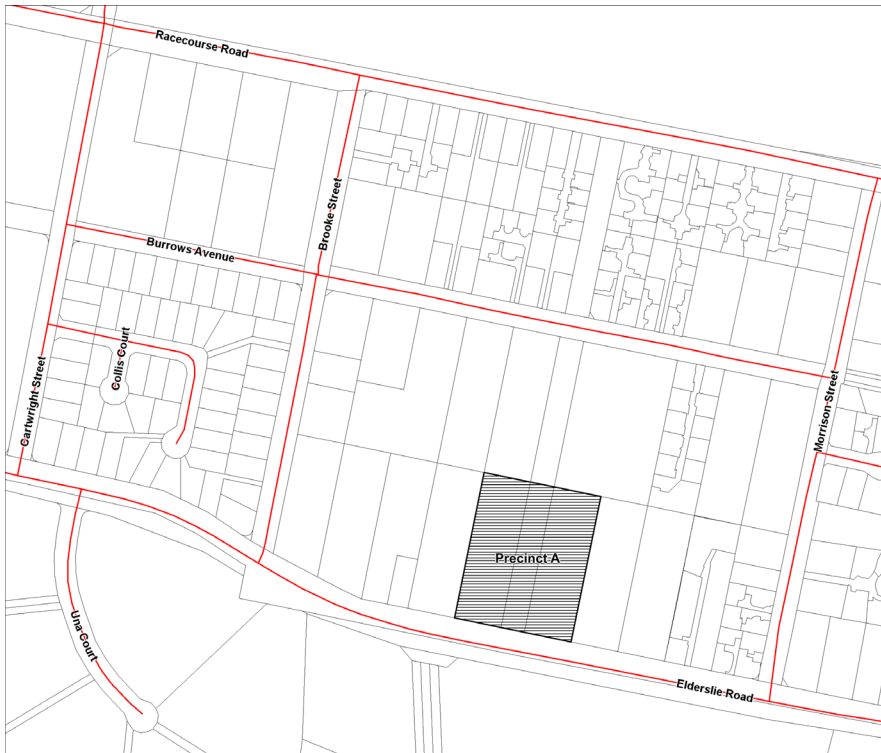 Racecourse Road
Brooke Street
Burrows Avenue
Collis Court
Cartwright Street
Morrison Street
Precinct A
Una Court
Elderslie Road